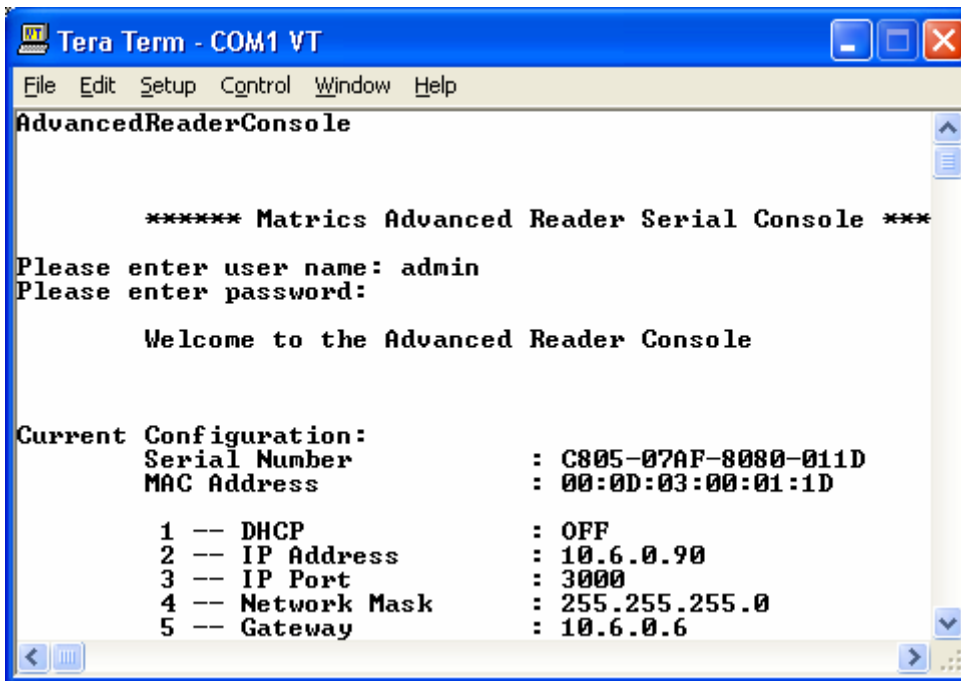 Tera Term - COM1 VT
File Edit Setup Control Window Help
AdvancedReaderConsole
****** Matrics Advanced Reader Serial Console ***
Please enter user name: admin
Please enter password:
Welcome to the Advanced Reader Console
Current Configuration:
Serial Number : C805-07AF-8080-011D
MAC Address : 00:0D:03:00:01:1D
1 -- DHCP : OFF
2 -- IP Address : 10.6.0.90
3 -- IP Port : 3000
4 -- Network Mask : 255.255.255.0
5 -- Gateway : 10.6.0.6